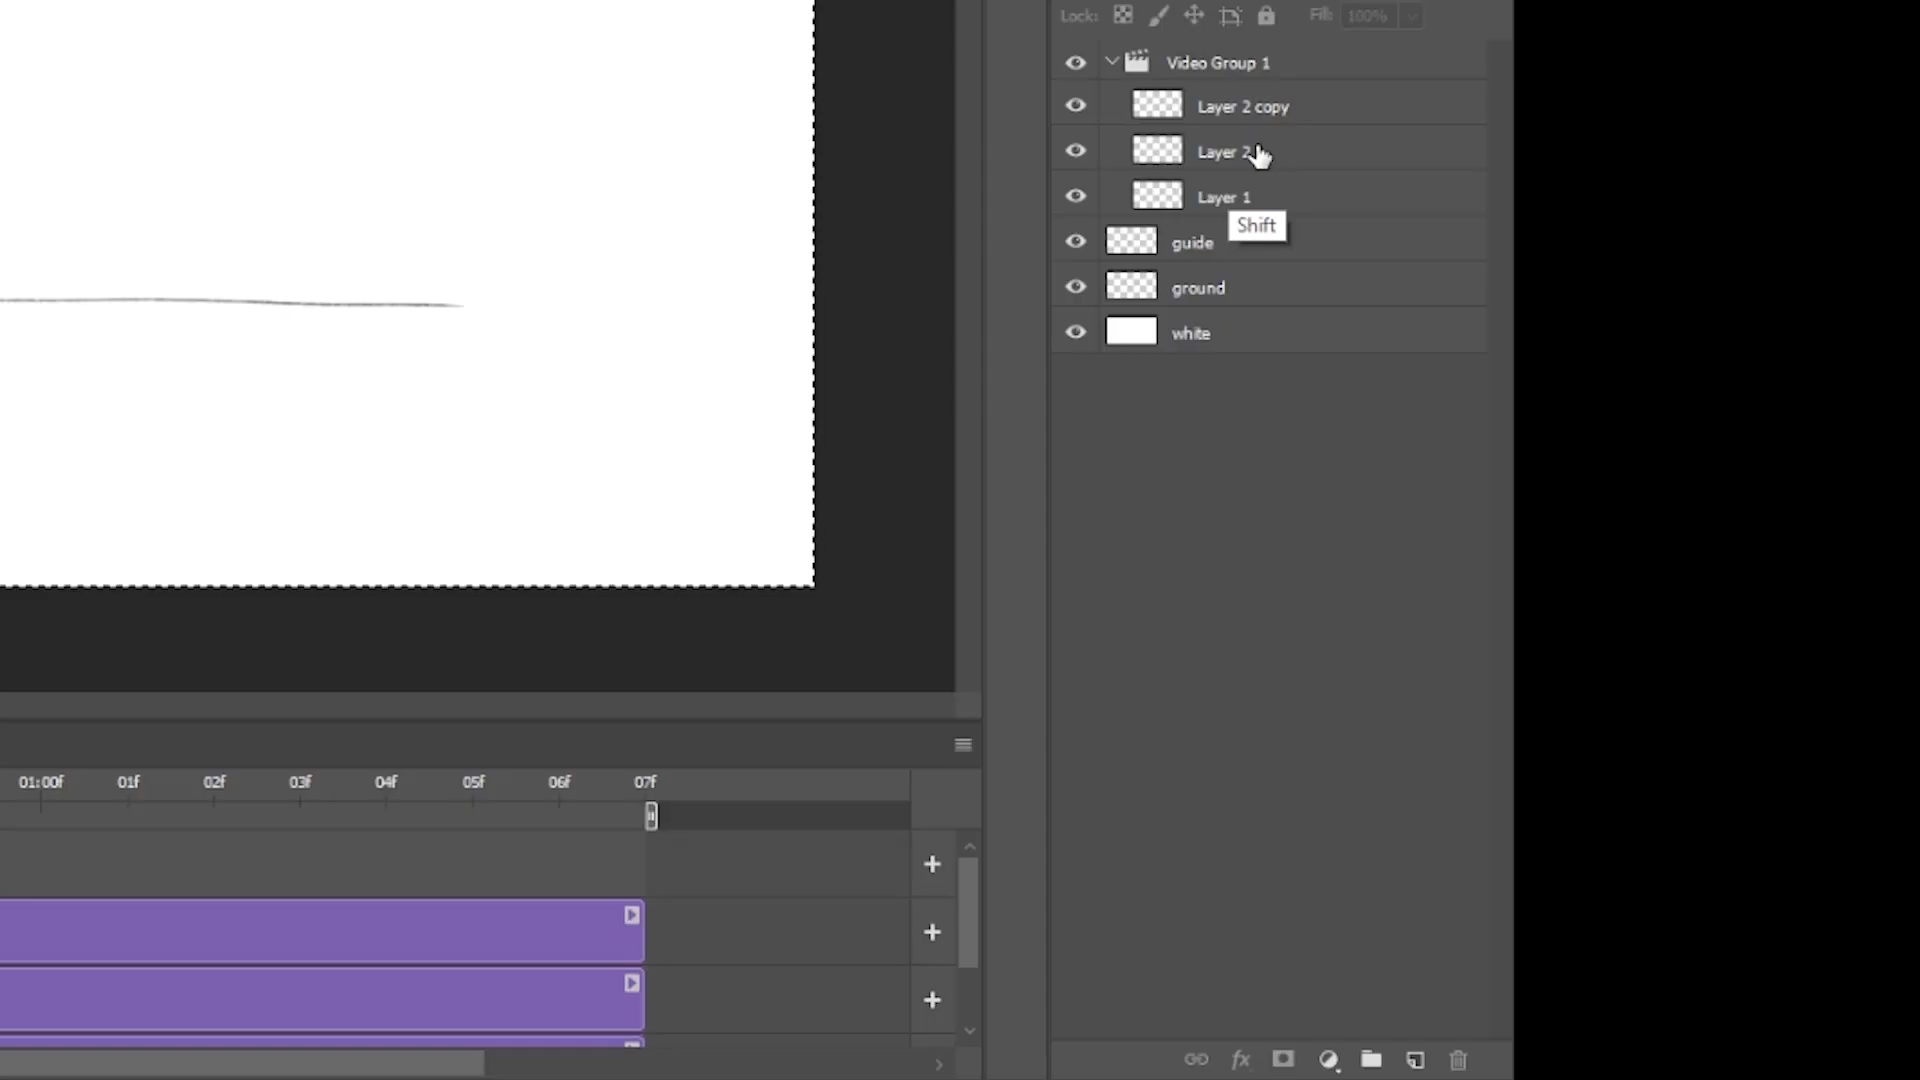 Lock: Fill: 100%
Video Group 1
Layer 2 copy
Layer 2
Layer 1
Shift
guide
ground
white
01:00f 01f 02f 03f 04f 05f 06f 07f
fx